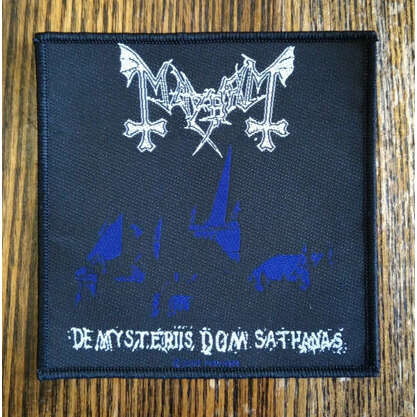 MAYHEM
DE MYSTERIIS DOM SATHANAS